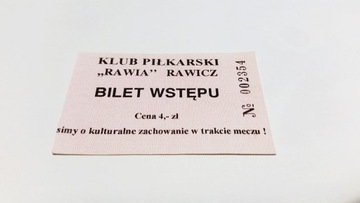 KLUB PIŁKARSKI
„RAWIA” RAWICZ
BILET WSTĘPU
Cena 4,- zł
simy o kulturalne zachowanie w trakcie meczu !
№ 002354